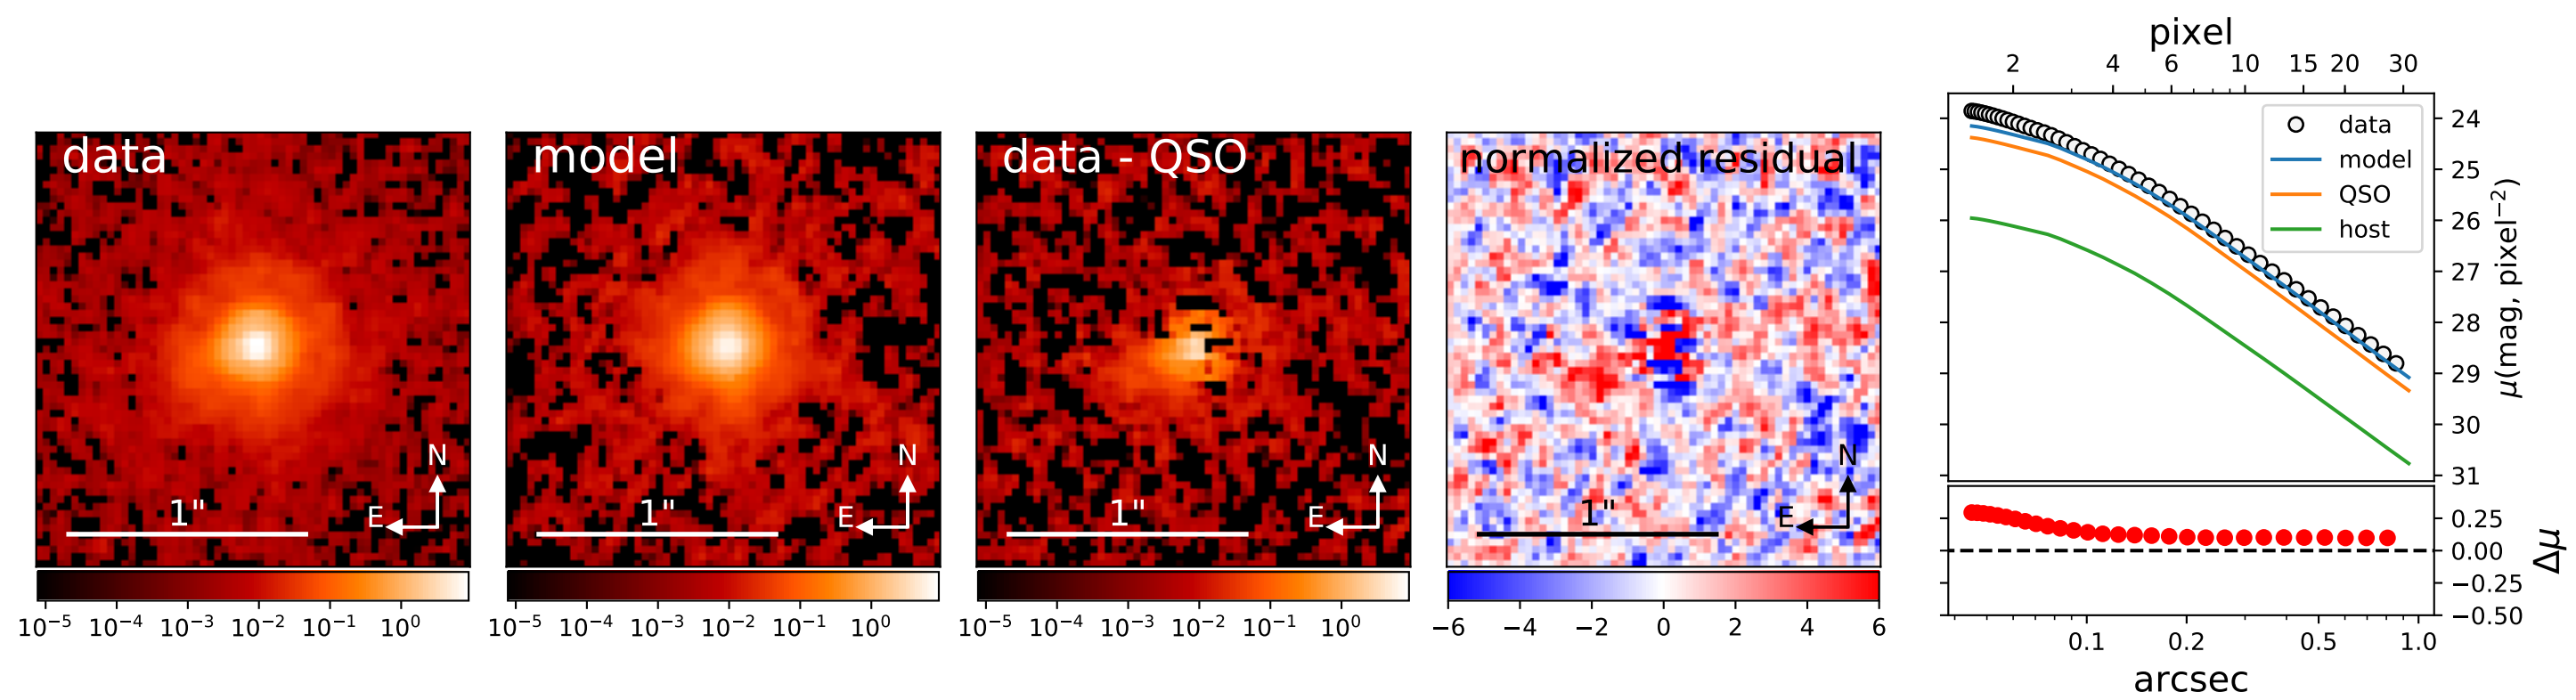 data
1"
N
E
10⁻⁵ 10⁻⁴ 10⁻³ 10⁻² 10⁻¹ 10⁰
model
1"
N
E
10⁻⁵ 10⁻⁴ 10⁻³ 10⁻² 10⁻¹ 10⁰
data - QSO
1"
N
E
10⁻⁵ 10⁻⁴ 10⁻³ 10⁻² 10⁻¹ 10⁰
normalized residual
1"
N
E
−6 −4 −2 0 2 4 6
pixel
2 4 6 10 15 20 30
data
model
QSO
host
24
25
26
27
28
29
30
31
μ(mag, pixel⁻²)
0.25
0.00
−0.25
−0.50
Δμ
0.1 0.2 0.5 1.0
arcsec